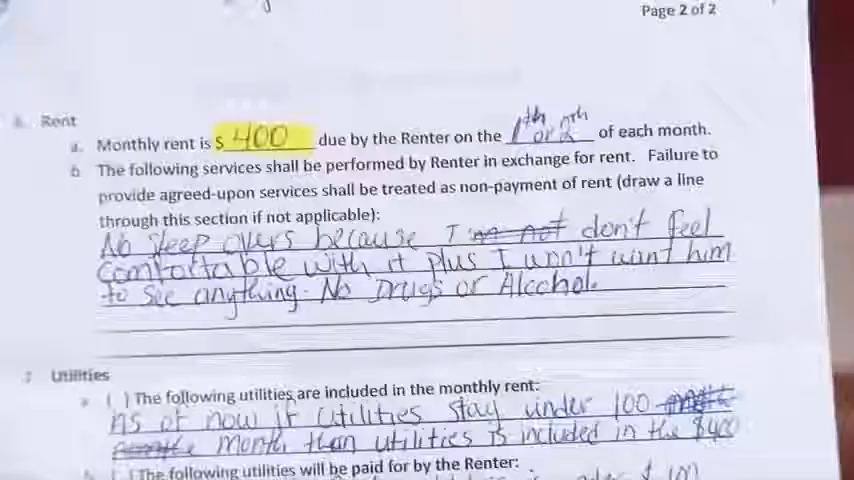 Page 2 of 2
Rent
a. Monthly rent is $ 400 due by the Renter on the 1th or 2nth of each month.
b. The following services shall be performed by Renter in exchange for rent. Failure to
provide agreed-upon services shall be treated as non-payment of rent (draw a line
through this section if not applicable):
No sleep overs because I'm not don't feel
comfortable with it plus I won't want him
to see anything. No Drugs or Alcohol.
7. Utilities
a. ( ) The following utilities are included in the monthly rent:
as of now if utilities stay under 100
month than utilities is included in the $400
( ) The following utilities will be paid for by the Renter: